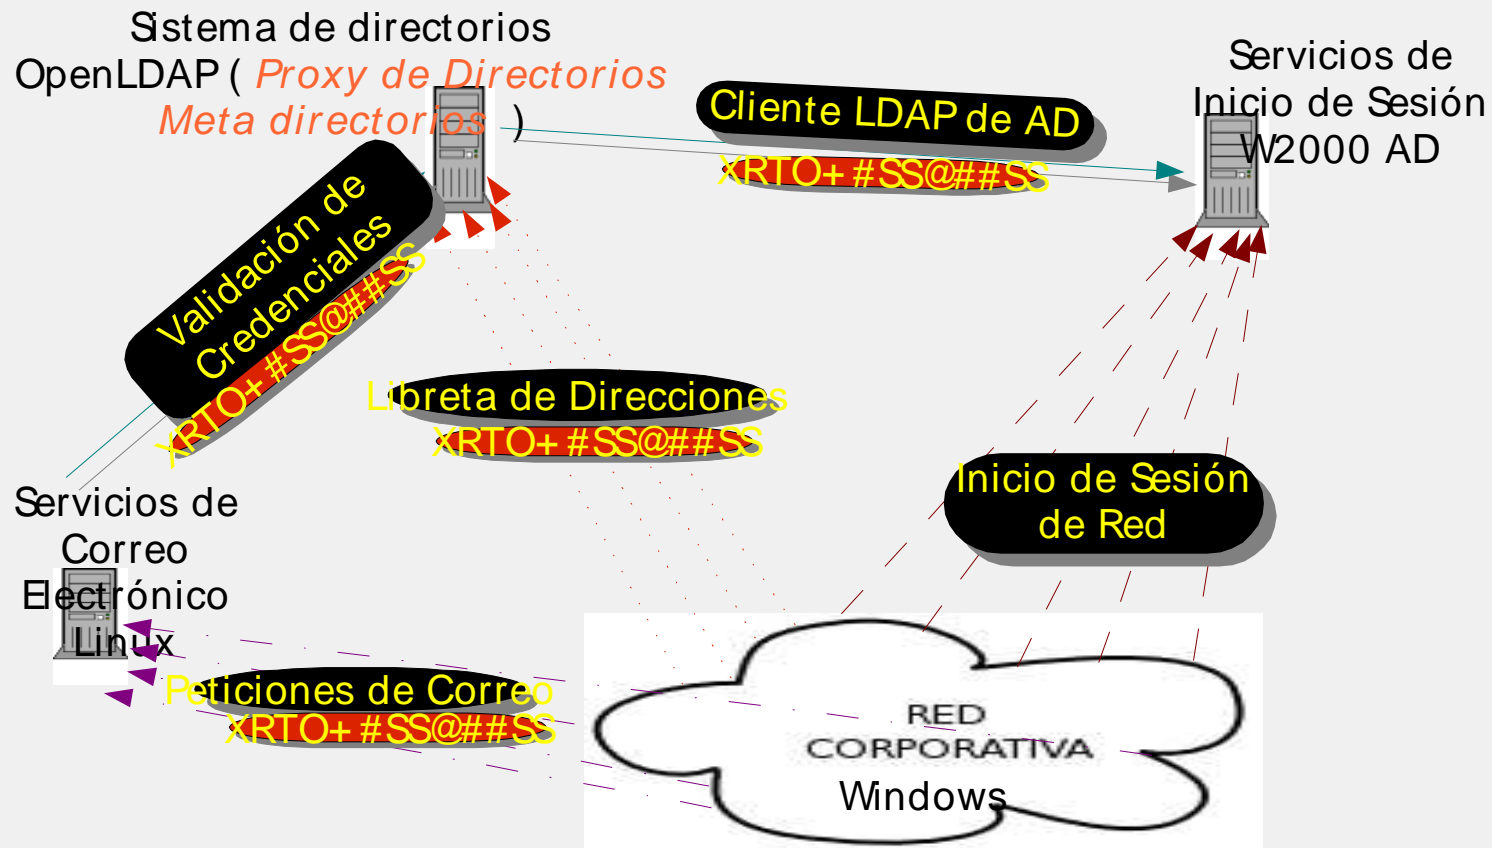 Sistema de directorios
OpenLDAP ( Proxy de Directorios
Meta directorios )
Servicios de
Inicio de Sesión
W2000 AD
Cliente LDAP de AD
XRTO+#SS@##SS
Validación de
Credenciales
XRTO+#SS@##SS
Libreta de Direcciones
XRTO+#SS@##SS
Inicio de Sesión
de Red
Servicios de
Correo
Electrónico
Linux
Peticiones de Correo
XRTO+#SS@##SS
RED
CORPORATIVA
Windows